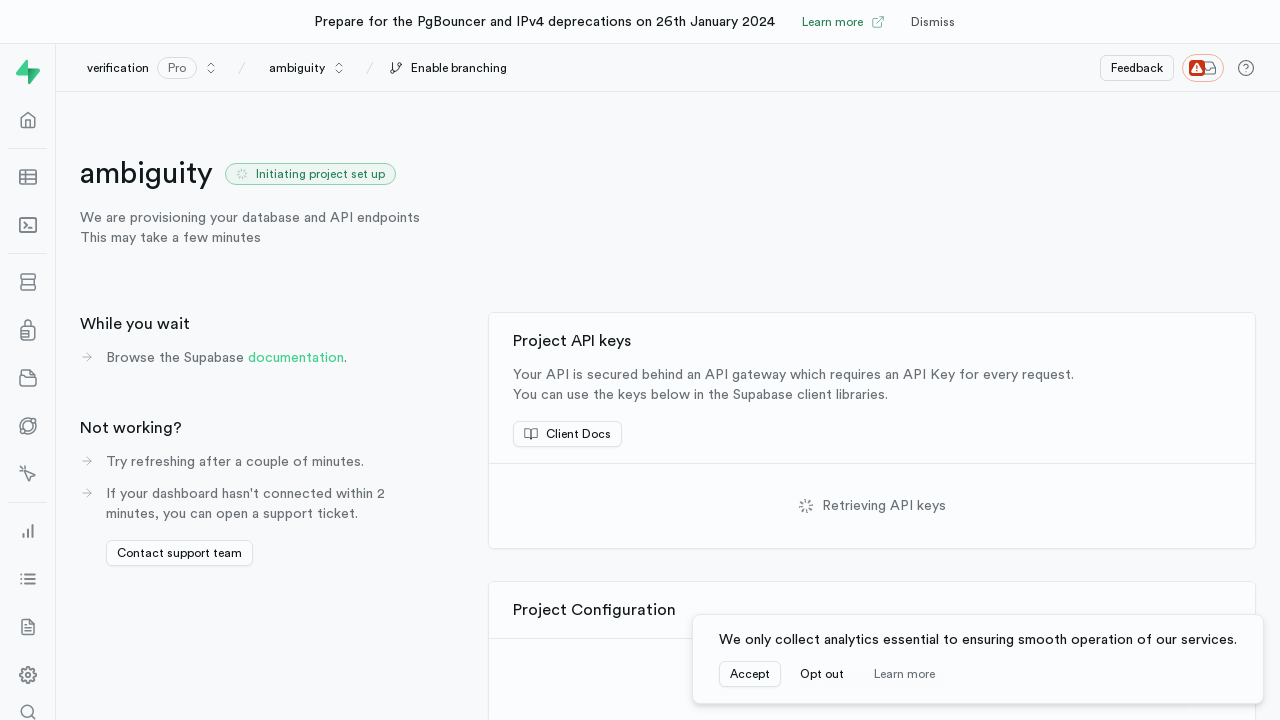 Prepare for the PgBouncer and IPv4 deprecations on 26th January 2024 Learn more Dismiss
verification Pro / ambiguity / Enable branching Feedback
ambiguity Initiating project set up
We are provisioning your database and API endpoints
This may take a few minutes
While you wait
Browse the Supabase documentation.
Not working?
Try refreshing after a couple of minutes.
If your dashboard hasn't connected within 2
minutes, you can open a support ticket.
Contact support team
Project API keys
Your API is secured behind an API gateway which requires an API Key for every request.
You can use the keys below in the Supabase client libraries.
Client Docs
Retrieving API keys
Project Configuration
We only collect analytics essential to ensuring smooth operation of our services.
Accept Opt out Learn more